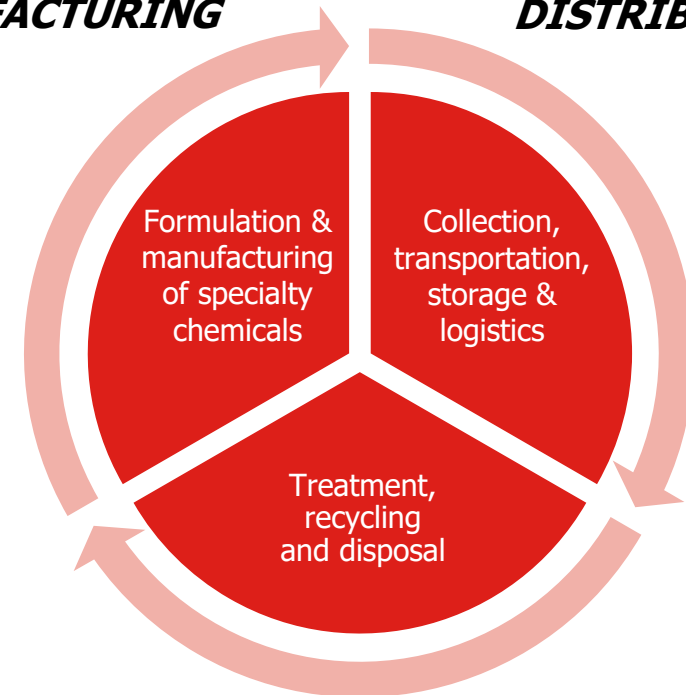 FACTURING
DISTRIB
Formulation &
manufacturing
of specialty
chemicals
Collection,
transportation,
storage &
logistics
Treatment,
recycling
and disposal